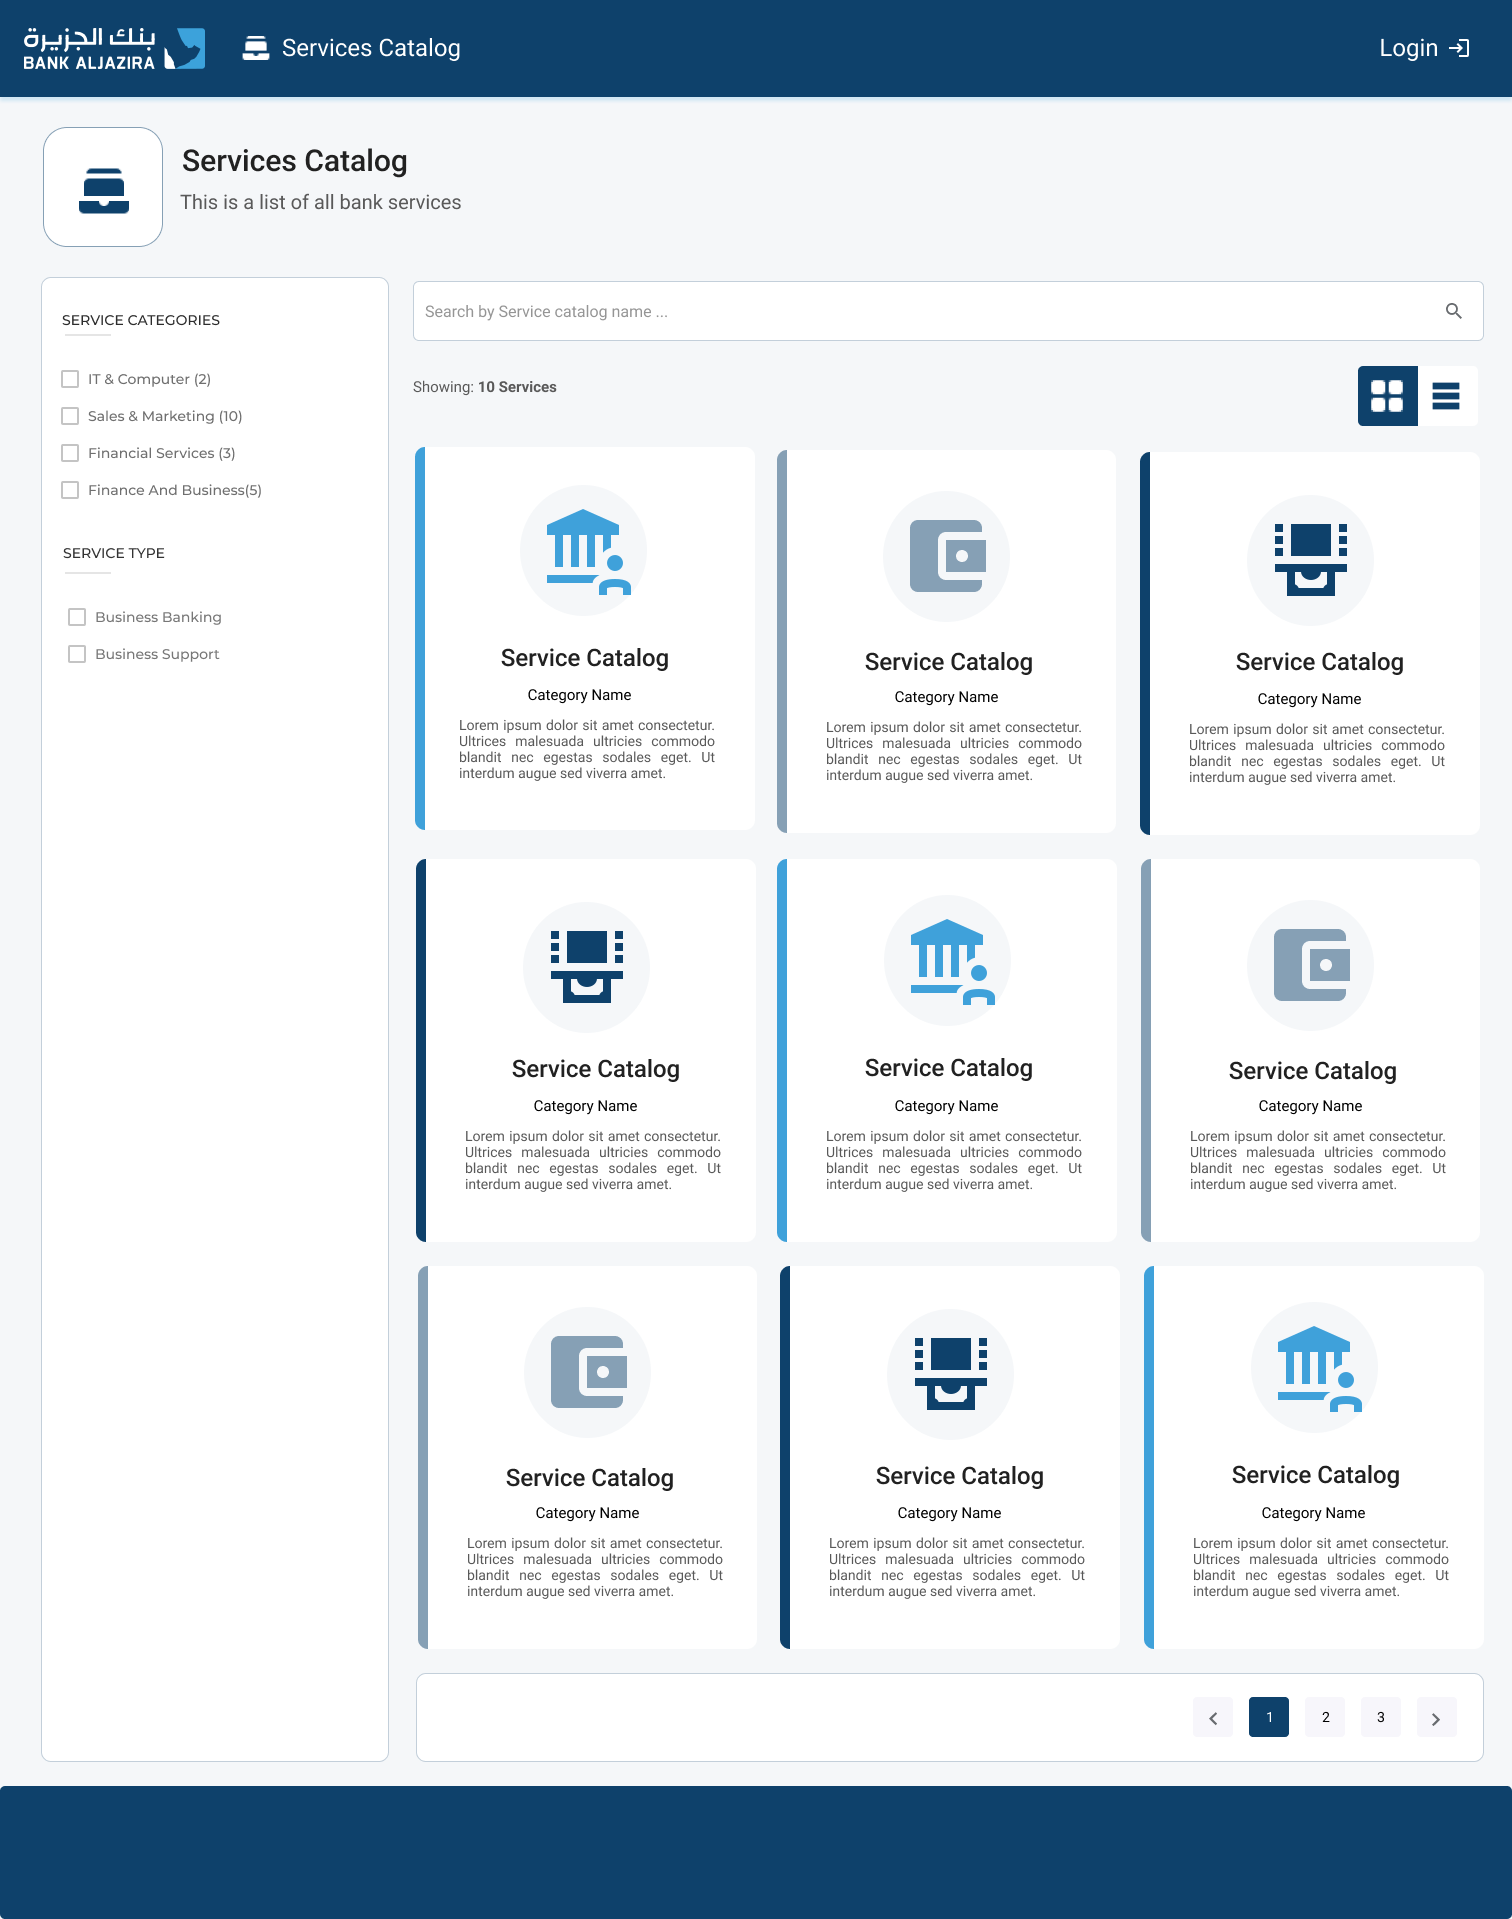 بنك الجزيرة
BANK ALJAZIRA
Services Catalog
Login
Services Catalog
This is a list of all bank services
SERVICE CATEGORIES
IT & Computer (2)
Sales & Marketing (10)
Financial Services (3)
Finance And Business(5)
SERVICE TYPE
Business Banking
Business Support
Search by Service catalog name ...
Showing: 10 Services
Service Catalog
Category Name
Lorem ipsum dolor sit amet consectetur.
Ultrices malesuada ultricies commodo
blandit nec egestas sodales eget. Ut
interdum augue sed viverra amet.
Service Catalog
Category Name
Lorem ipsum dolor sit amet consectetur.
Ultrices malesuada ultricies commodo
blandit nec egestas sodales eget. Ut
interdum augue sed viverra amet.
Service Catalog
Category Name
Lorem ipsum dolor sit amet consectetur.
Ultrices malesuada ultricies commodo
blandit nec egestas sodales eget. Ut
interdum augue sed viverra amet.
Service Catalog
Category Name
Lorem ipsum dolor sit amet consectetur.
Ultrices malesuada ultricies commodo
blandit nec egestas sodales eget. Ut
interdum augue sed viverra amet.
Service Catalog
Category Name
Lorem ipsum dolor sit amet consectetur.
Ultrices malesuada ultricies commodo
blandit nec egestas sodales eget. Ut
interdum augue sed viverra amet.
Service Catalog
Category Name
Lorem ipsum dolor sit amet consectetur.
Ultrices malesuada ultricies commodo
blandit nec egestas sodales eget. Ut
interdum augue sed viverra amet.
Service Catalog
Category Name
Lorem ipsum dolor sit amet consectetur.
Ultrices malesuada ultricies commodo
blandit nec egestas sodales eget. Ut
interdum augue sed viverra amet.
Service Catalog
Category Name
Lorem ipsum dolor sit amet consectetur.
Ultrices malesuada ultricies commodo
blandit nec egestas sodales eget. Ut
interdum augue sed viverra amet.
Service Catalog
Category Name
Lorem ipsum dolor sit amet consectetur.
Ultrices malesuada ultricies commodo
blandit nec egestas sodales eget. Ut
interdum augue sed viverra amet.
1 2 3